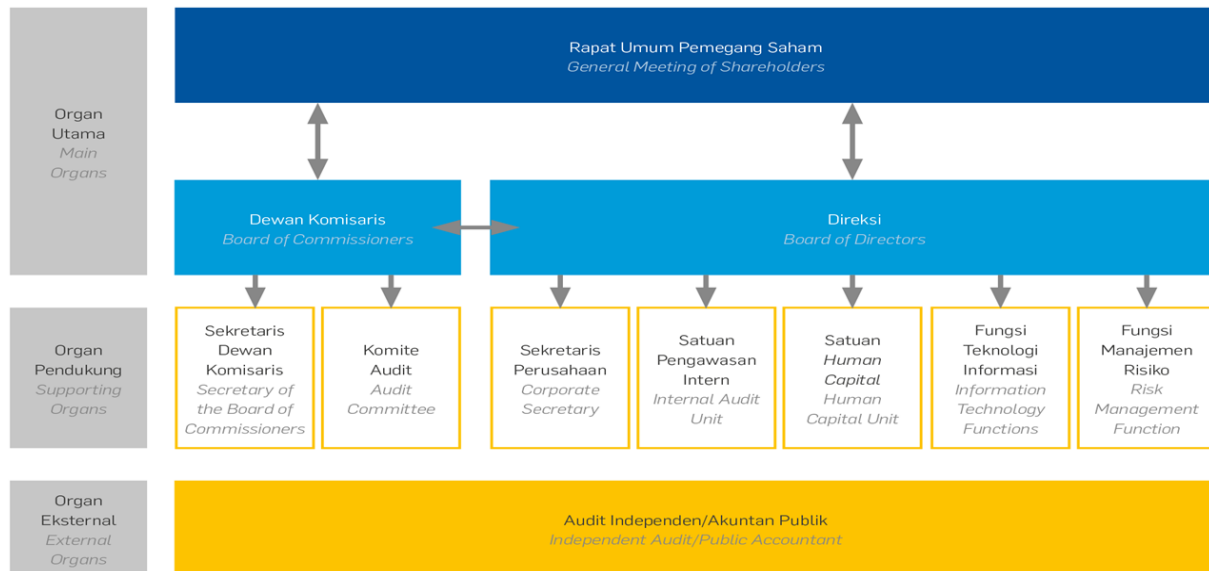 Rapat Umum Pemegang Saham
General Meeting of Shareholders
Organ
Utama
Main
Organs
Dewan Komisaris
Board of Commissioners
Direksi
Board of Directors
Organ
Pendukung
Supporting
Organs
Sekretaris
Dewan
Komisaris
Secretary of
the Board of
Commissioners
Komite
Audit
Audit
Committee
Sekretaris
Perusahaan
Corporate
Secretary
Satuan
Pengawasan
Intern
Internal Audit
Unit
Satuan
Human
Capital
Human
Capital Unit
Fungsi
Teknologi
Informasi
Information
Technology
Functions
Fungsi
Manajemen
Risiko
Risk
Management
Function
Organ
Eksternal
External
Organs
Audit Independen/Akuntan Publik
Independent Audit/Public Accountant